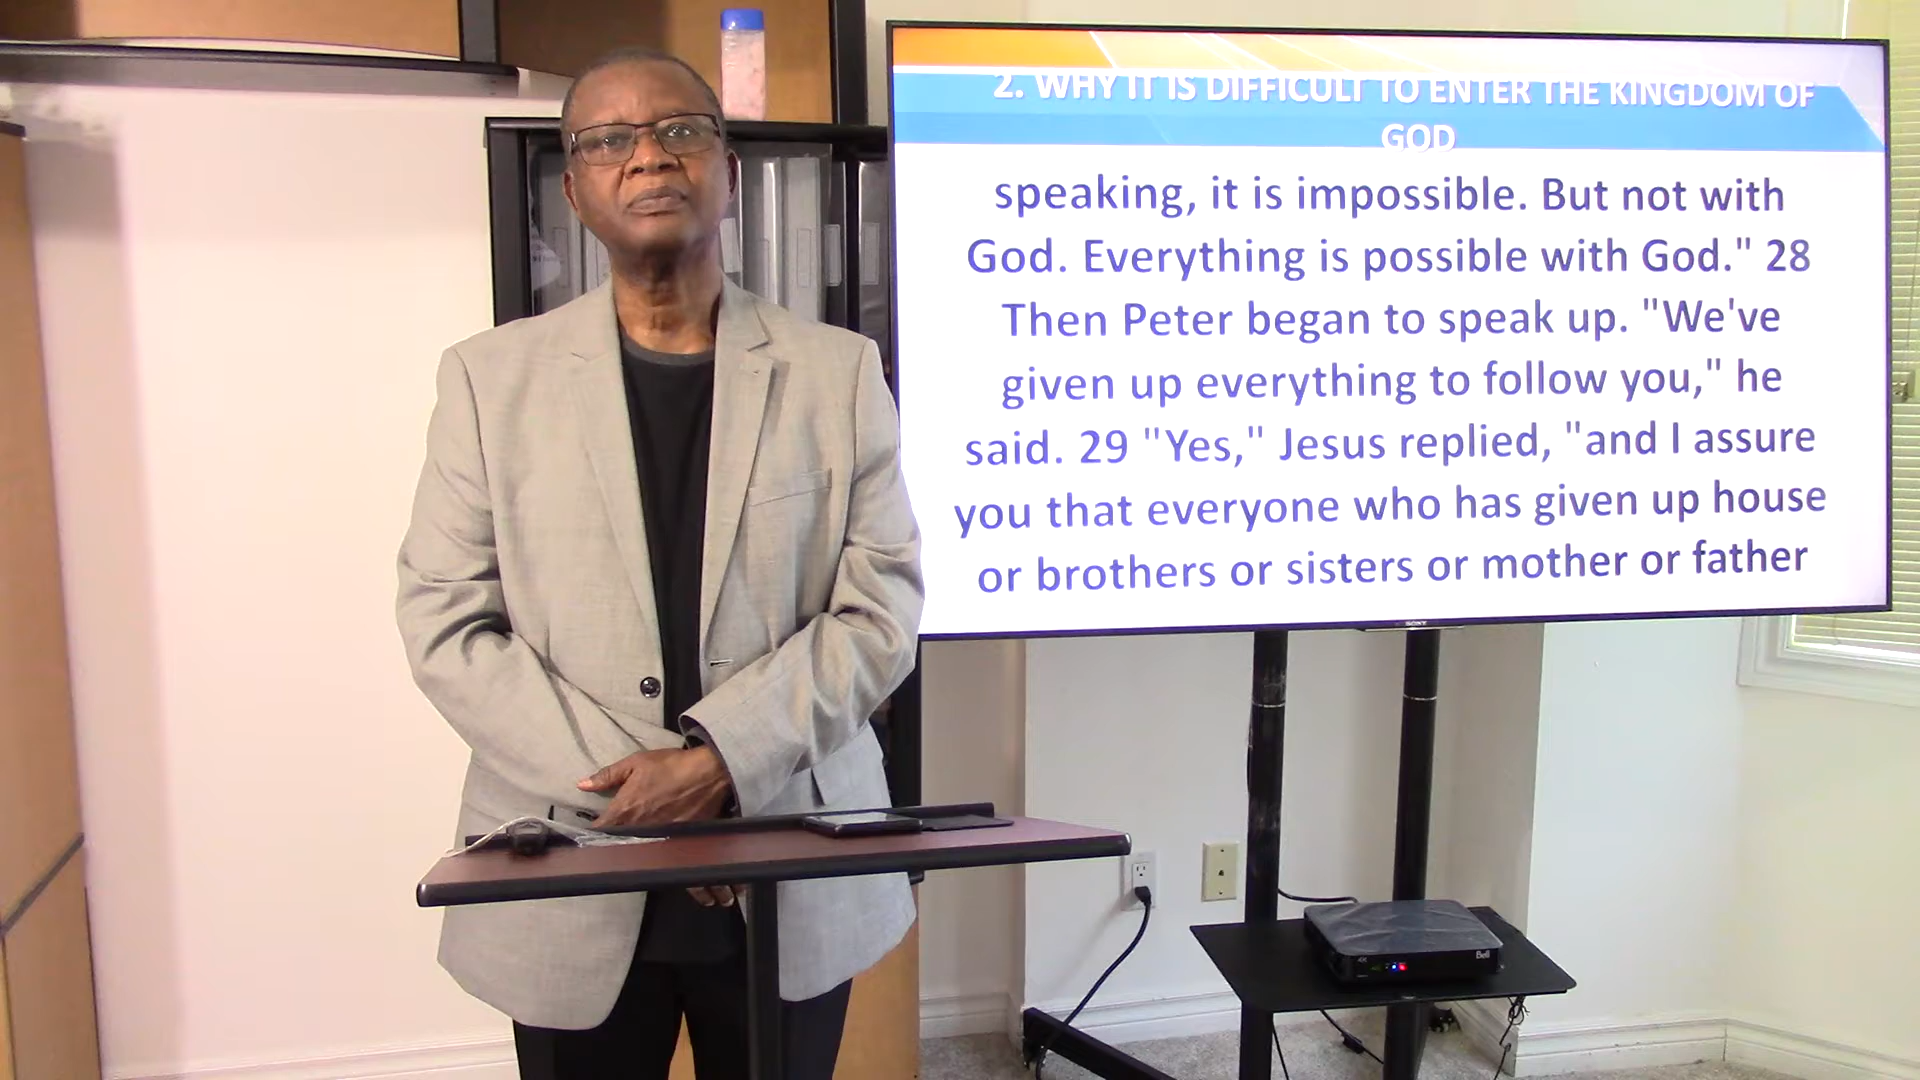 2. WHY IT IS DIFFICULT TO ENTER THE KINGDOM OF
GOD
speaking, it is impossible. But not with
God. Everything is possible with God." 28
Then Peter began to speak up. "We've
given up everything to follow you," he
said. 29 "Yes," Jesus replied, "and I assure
you that everyone who has given up house
or brothers or sisters or mother or father
SONY
4K
Bell